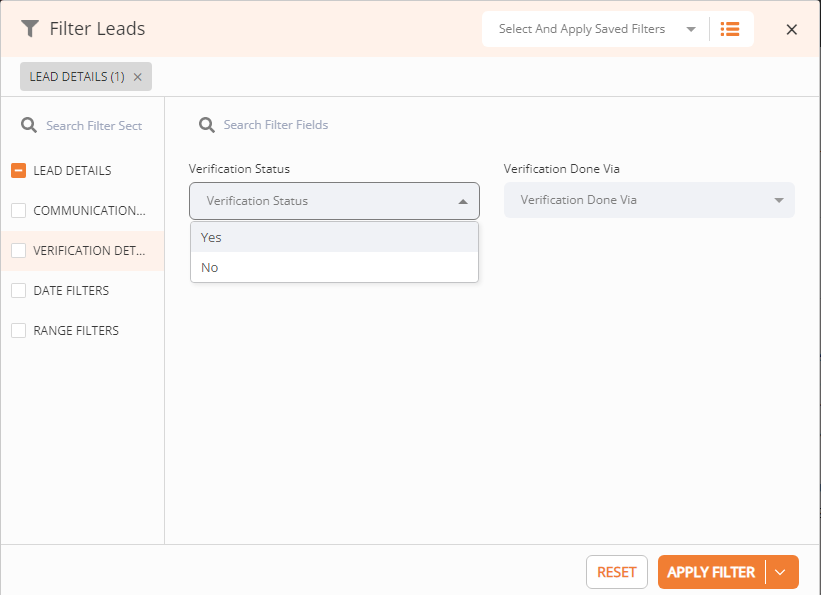 Filter Leads
Select And Apply Saved Filters
LEAD DETAILS (1)
Search Filter Sect
Search Filter Fields
LEAD DETAILS
COMMUNICATION...
VERIFICATION DET...
DATE FILTERS
RANGE FILTERS
Verification Status
Verification Done Via
Verification Status
Verification Done Via
Yes
No
RESET
APPLY FILTER